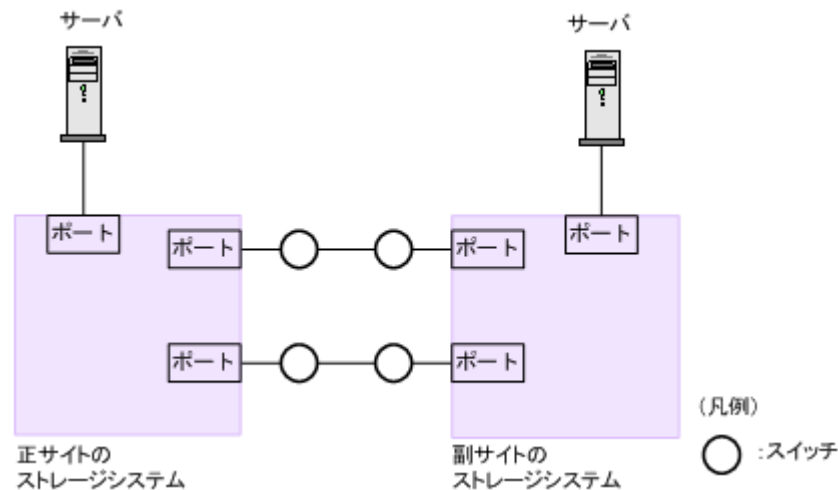 サーバ
サーバ
ポート
ポート
ポート
ポート
ポート
ポート
正サイトの
ストレージシステム
副サイトの
ストレージシステム
(凡例)
:スイッチ